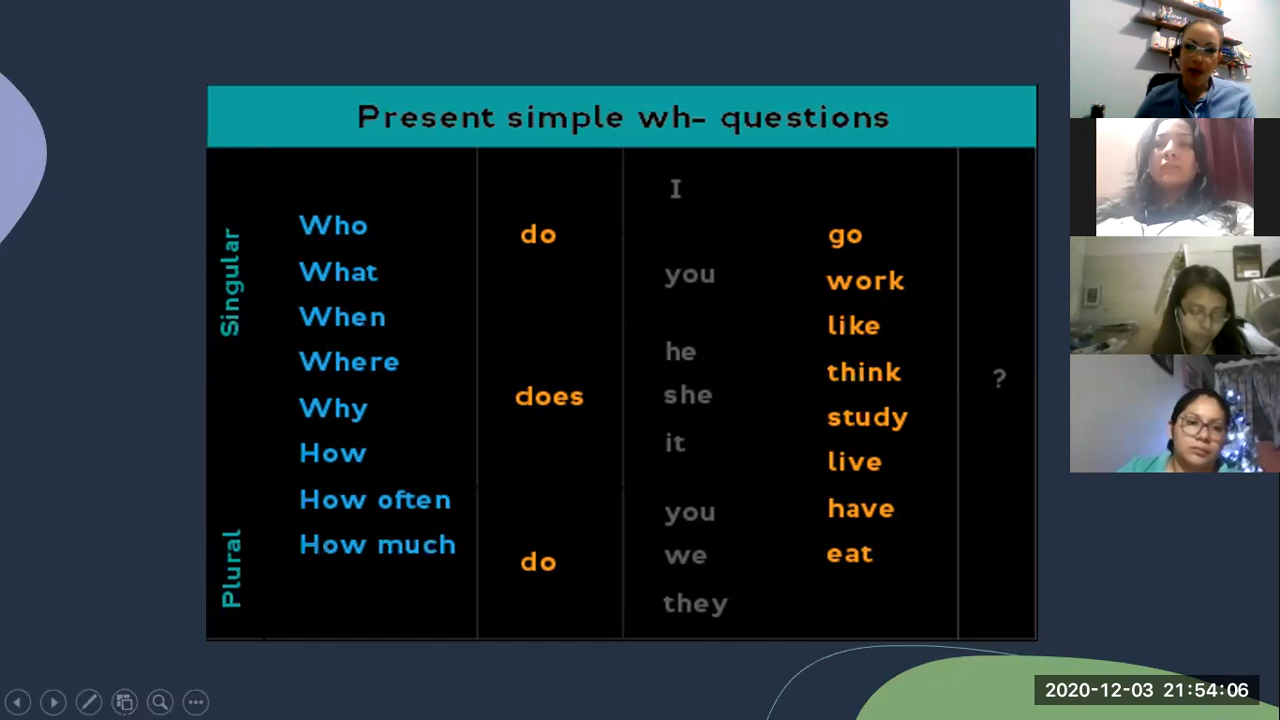 Present simple wh- questions
Singular
Plural
Who
What
When
Where
Why
How
How often
How much
do
does
do
I
you
he
she
it
you
we
they
go
work
like
think
study
live
have
eat
?
2020-12-03 21:54:06